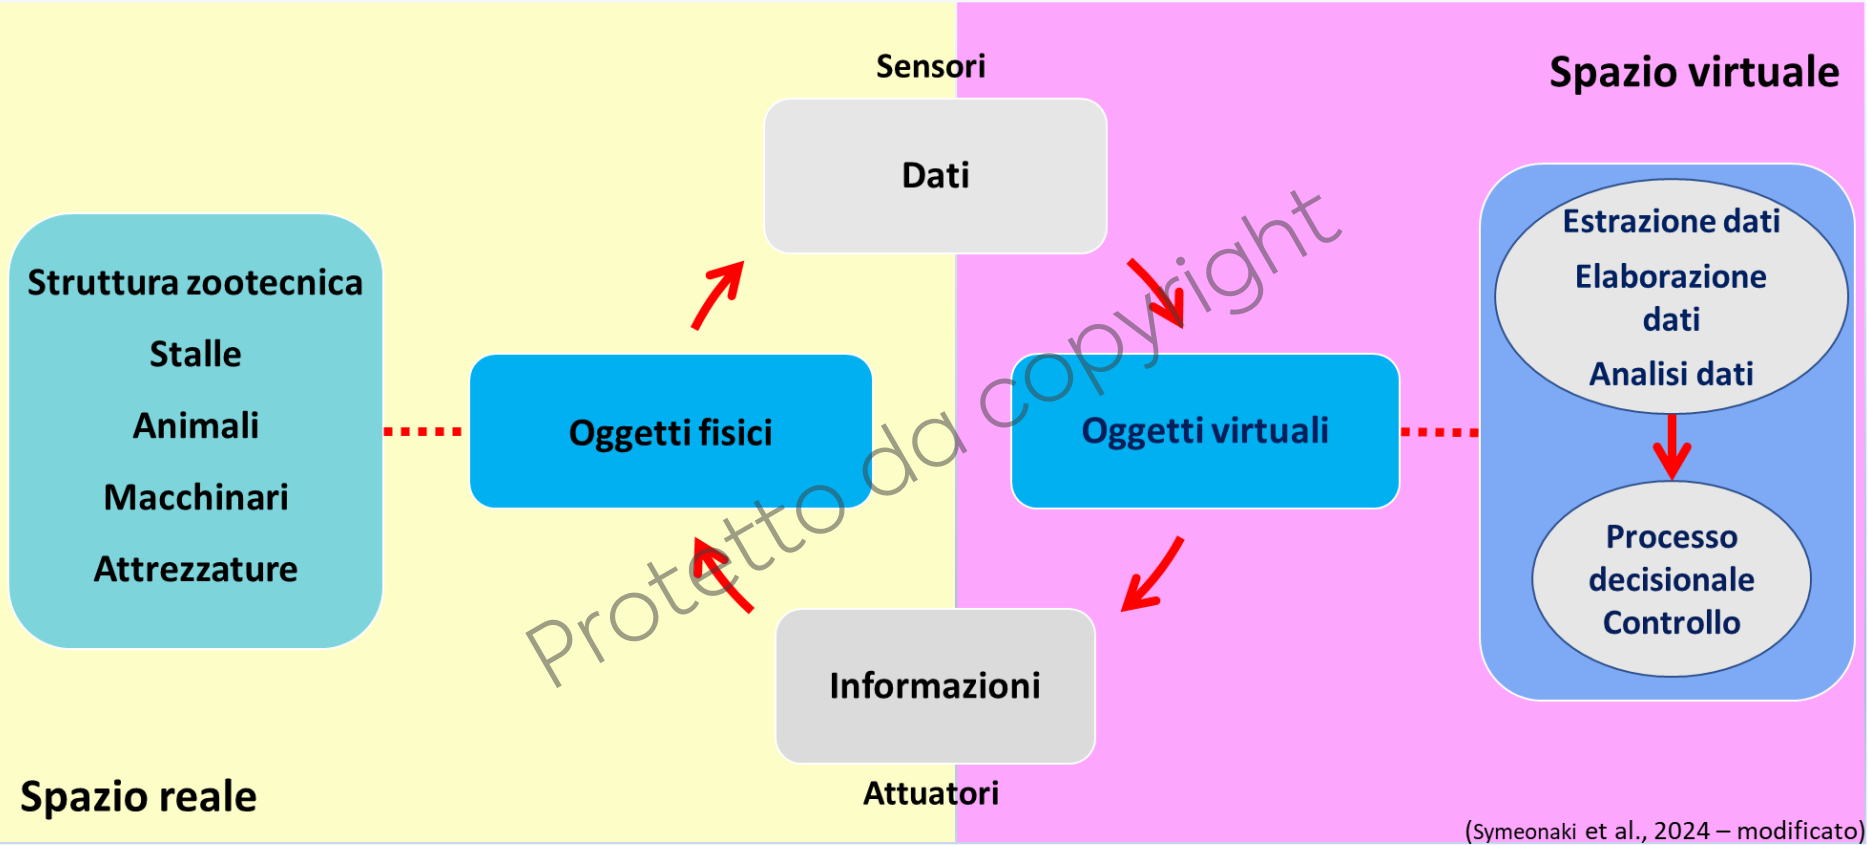 Sensori
Spazio virtuale
Dati
Struttura zootecnica
Stalle
Animali
Macchinari
Attrezzature
Oggetti fisici
Oggetti virtuali
Estrazione dati
Elaborazione
dati
Analisi dati
Processo
decisionale
Controllo
Informazioni
Attuatori
Spazio reale
(Symeonaki et al., 2024 – modificato)
Protetto da copyright